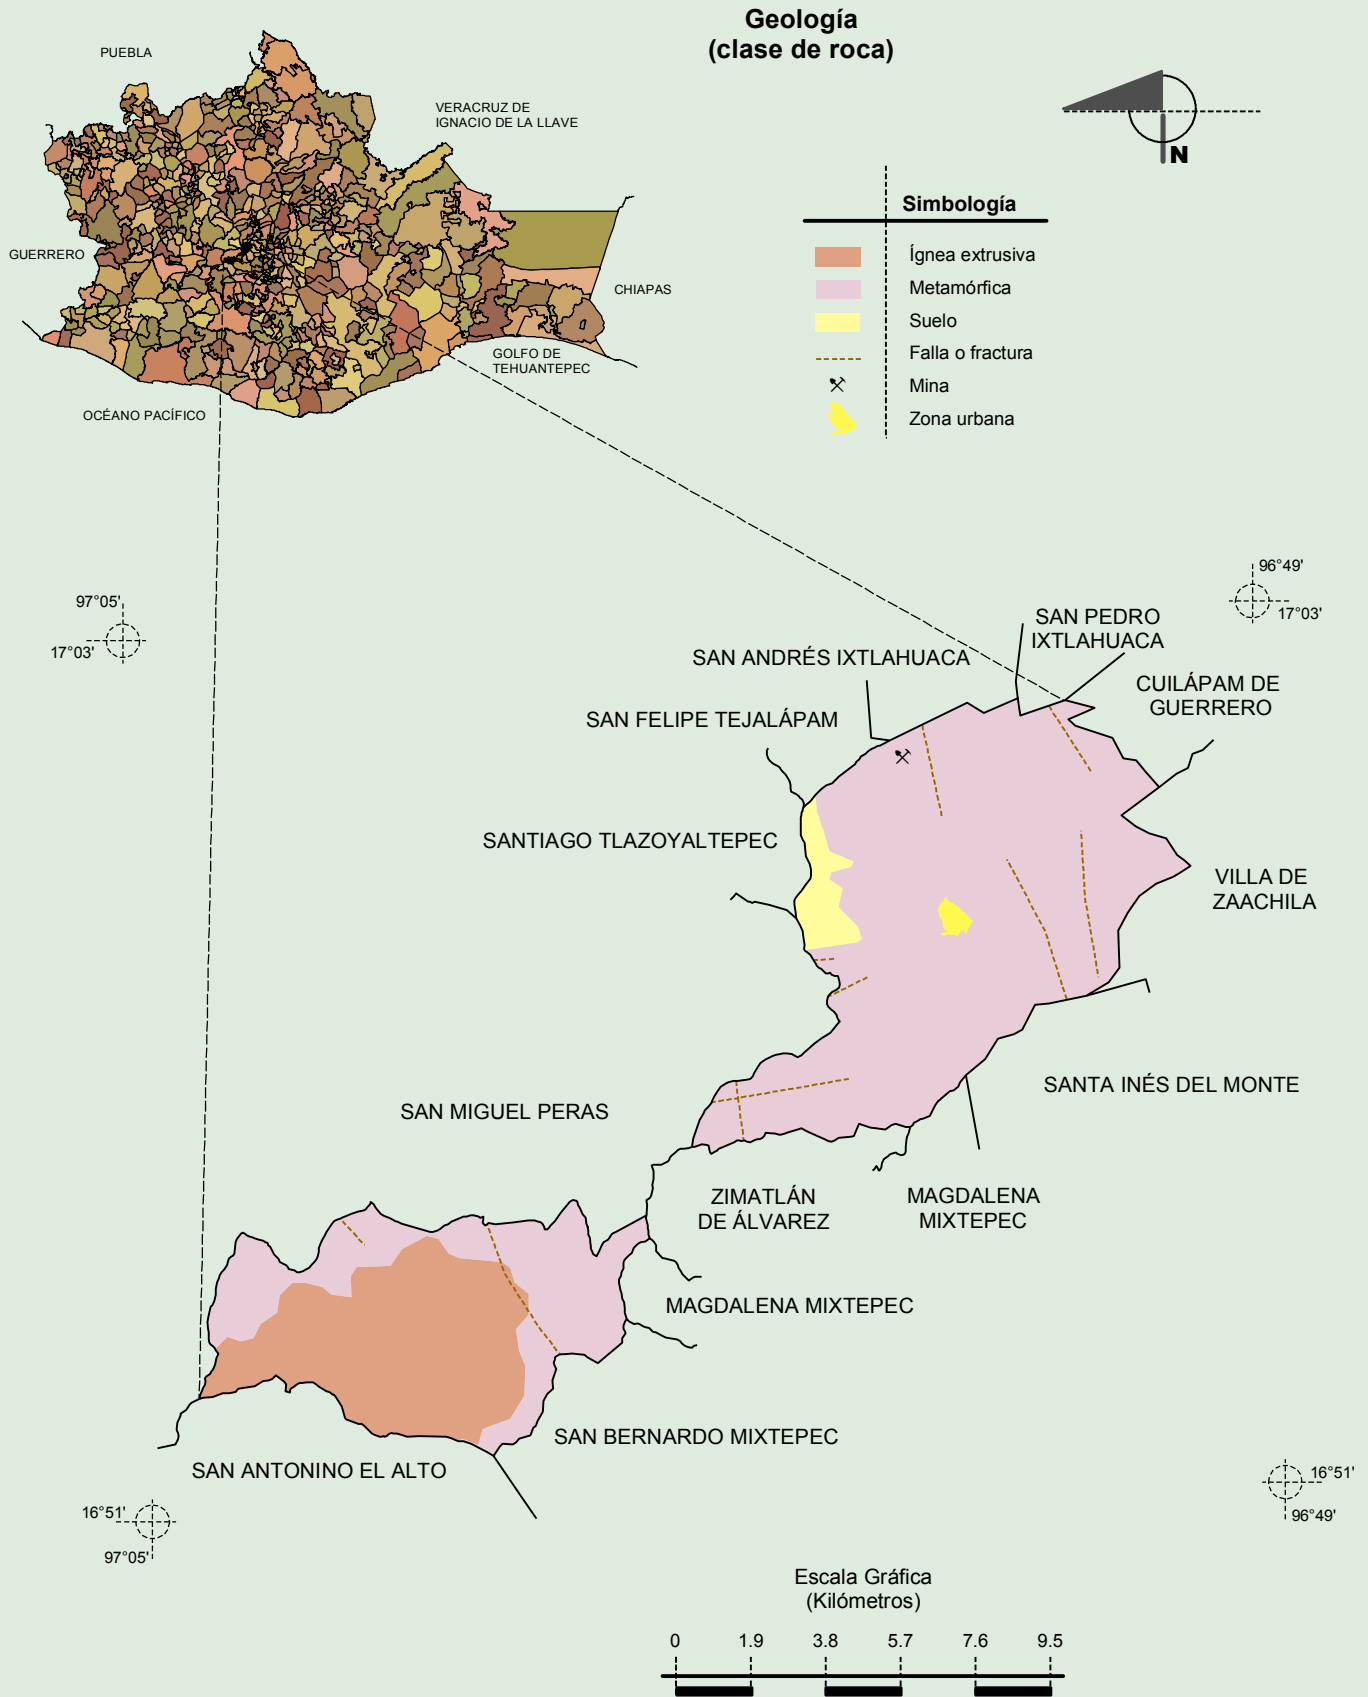 Geología
(clase de roca)
PUEBLA
VERACRUZ DE
IGNACIO DE LA LLAVE
N
Simbología
Ígnea extrusiva
Metamórfica
Suelo
Falla o fractura
Mina
Zona urbana
GUERRERO
CHIAPAS
GOLFO DE
TEHUANTEPEC
OCÉANO PACÍFICO
96°49'
17°03'
97°05'
17°03'
SAN PEDRO
IXTLAHUACA
SAN ANDRÉS IXTLAHUACA
CUILÁPAM DE
GUERRERO
SAN FELIPE TEJALÁPAM
SANTIAGO TLAZOYALTEPEC
VILLA DE
ZAACHILA
SANTA INÉS DEL MONTE
SAN MIGUEL PERAS
ZIMATLÁN
DE ÁLVAREZ
MAGDALENA
MIXTEPEC
MAGDALENA MIXTEPEC
SAN BERNARDO MIXTEPEC
SAN ANTONINO EL ALTO
16°51'
96°49'
16°51'
97°05'
Escala Gráfica
(Kilómetros)
0 1.9 3.8 5.7 7.6 9.5